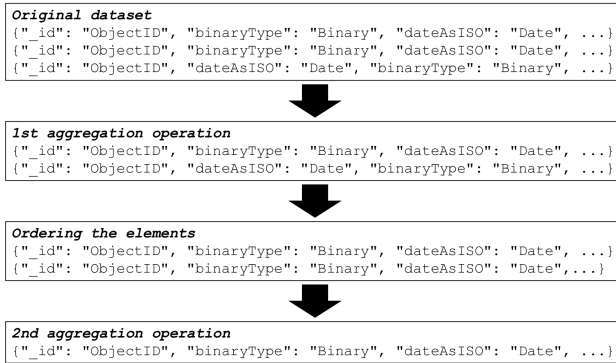 Original dataset
{"_id": "ObjectID", "binaryType": "Binary", "dateAsISO": "Date", ...}
{"_id": "ObjectID", "binaryType": "Binary", "dateAsISO": "Date", ...}
{"_id": "ObjectID", "dateAsISO": "Date", "binaryType": "Binary", ...}
1st aggregation operation
{"_id": "ObjectID", "binaryType": "Binary", "dateAsISO": "Date", ...}
{"_id": "ObjectID", "dateAsISO": "Date", "binaryType": "Binary", ...}
Ordering the elements
{"_id": "ObjectID", "binaryType": "Binary", "dateAsISO": "Date", ...}
{"_id": "ObjectID", "binaryType": "Binary", "dateAsISO": "Date",...}
2nd aggregation operation
{"_id": "ObjectID", "binaryType": "Binary", "dateAsISO": "Date", ...}